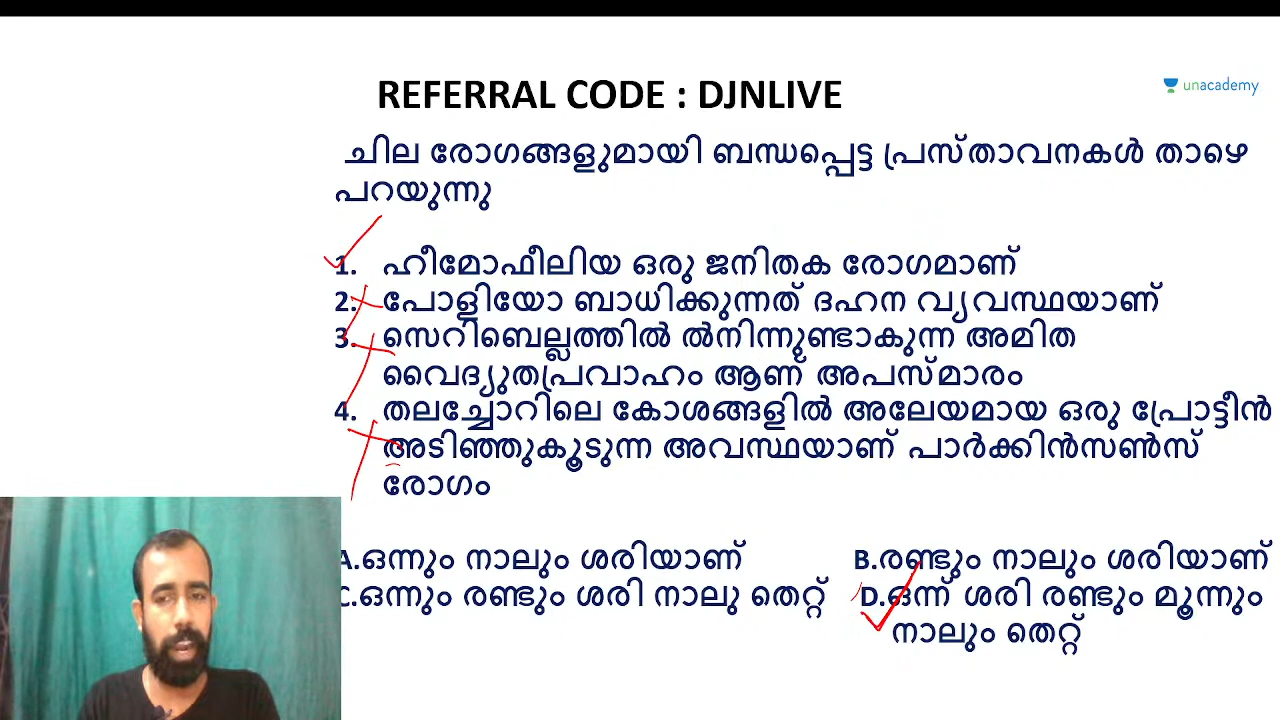 REFERRAL CODE : DJNLIVE
unacademy
ചില രോഗങ്ങളുമായി ബന്ധപ്പെട്ട പ്രസ്താവനകൾ താഴെ
പറയുന്നു
1. ഹീമോഫീലിയ ഒരു ജനിതക രോഗമാണ്
2. പോളിയോ ബാധിക്കുന്നത് ദഹന വ്യവസ്ഥയാണ്
3. സെറിബെല്ലത്തിൽ ൽനിന്നുണ്ടാകുന്ന അമിത
വൈദ്യുതപ്രവാഹം ആണ് അപസ്മാരം
4. തലച്ചോറിലെ കോശങ്ങളിൽ അലേയമായ ഒരു പ്രോട്ടീൻ
അടിഞ്ഞുകൂടുന്ന അവസ്ഥയാണ് പാർക്കിൻസൺസ്
രോഗം
A.ഒന്നും നാലും ശരിയാണ് B.രണ്ടും നാലും ശരിയാണ്
C.ഒന്നും രണ്ടും ശരി നാലു തെറ്റ് D.ഒന്ന് ശരി രണ്ടും മൂന്നും
നാലും തെറ്റ്